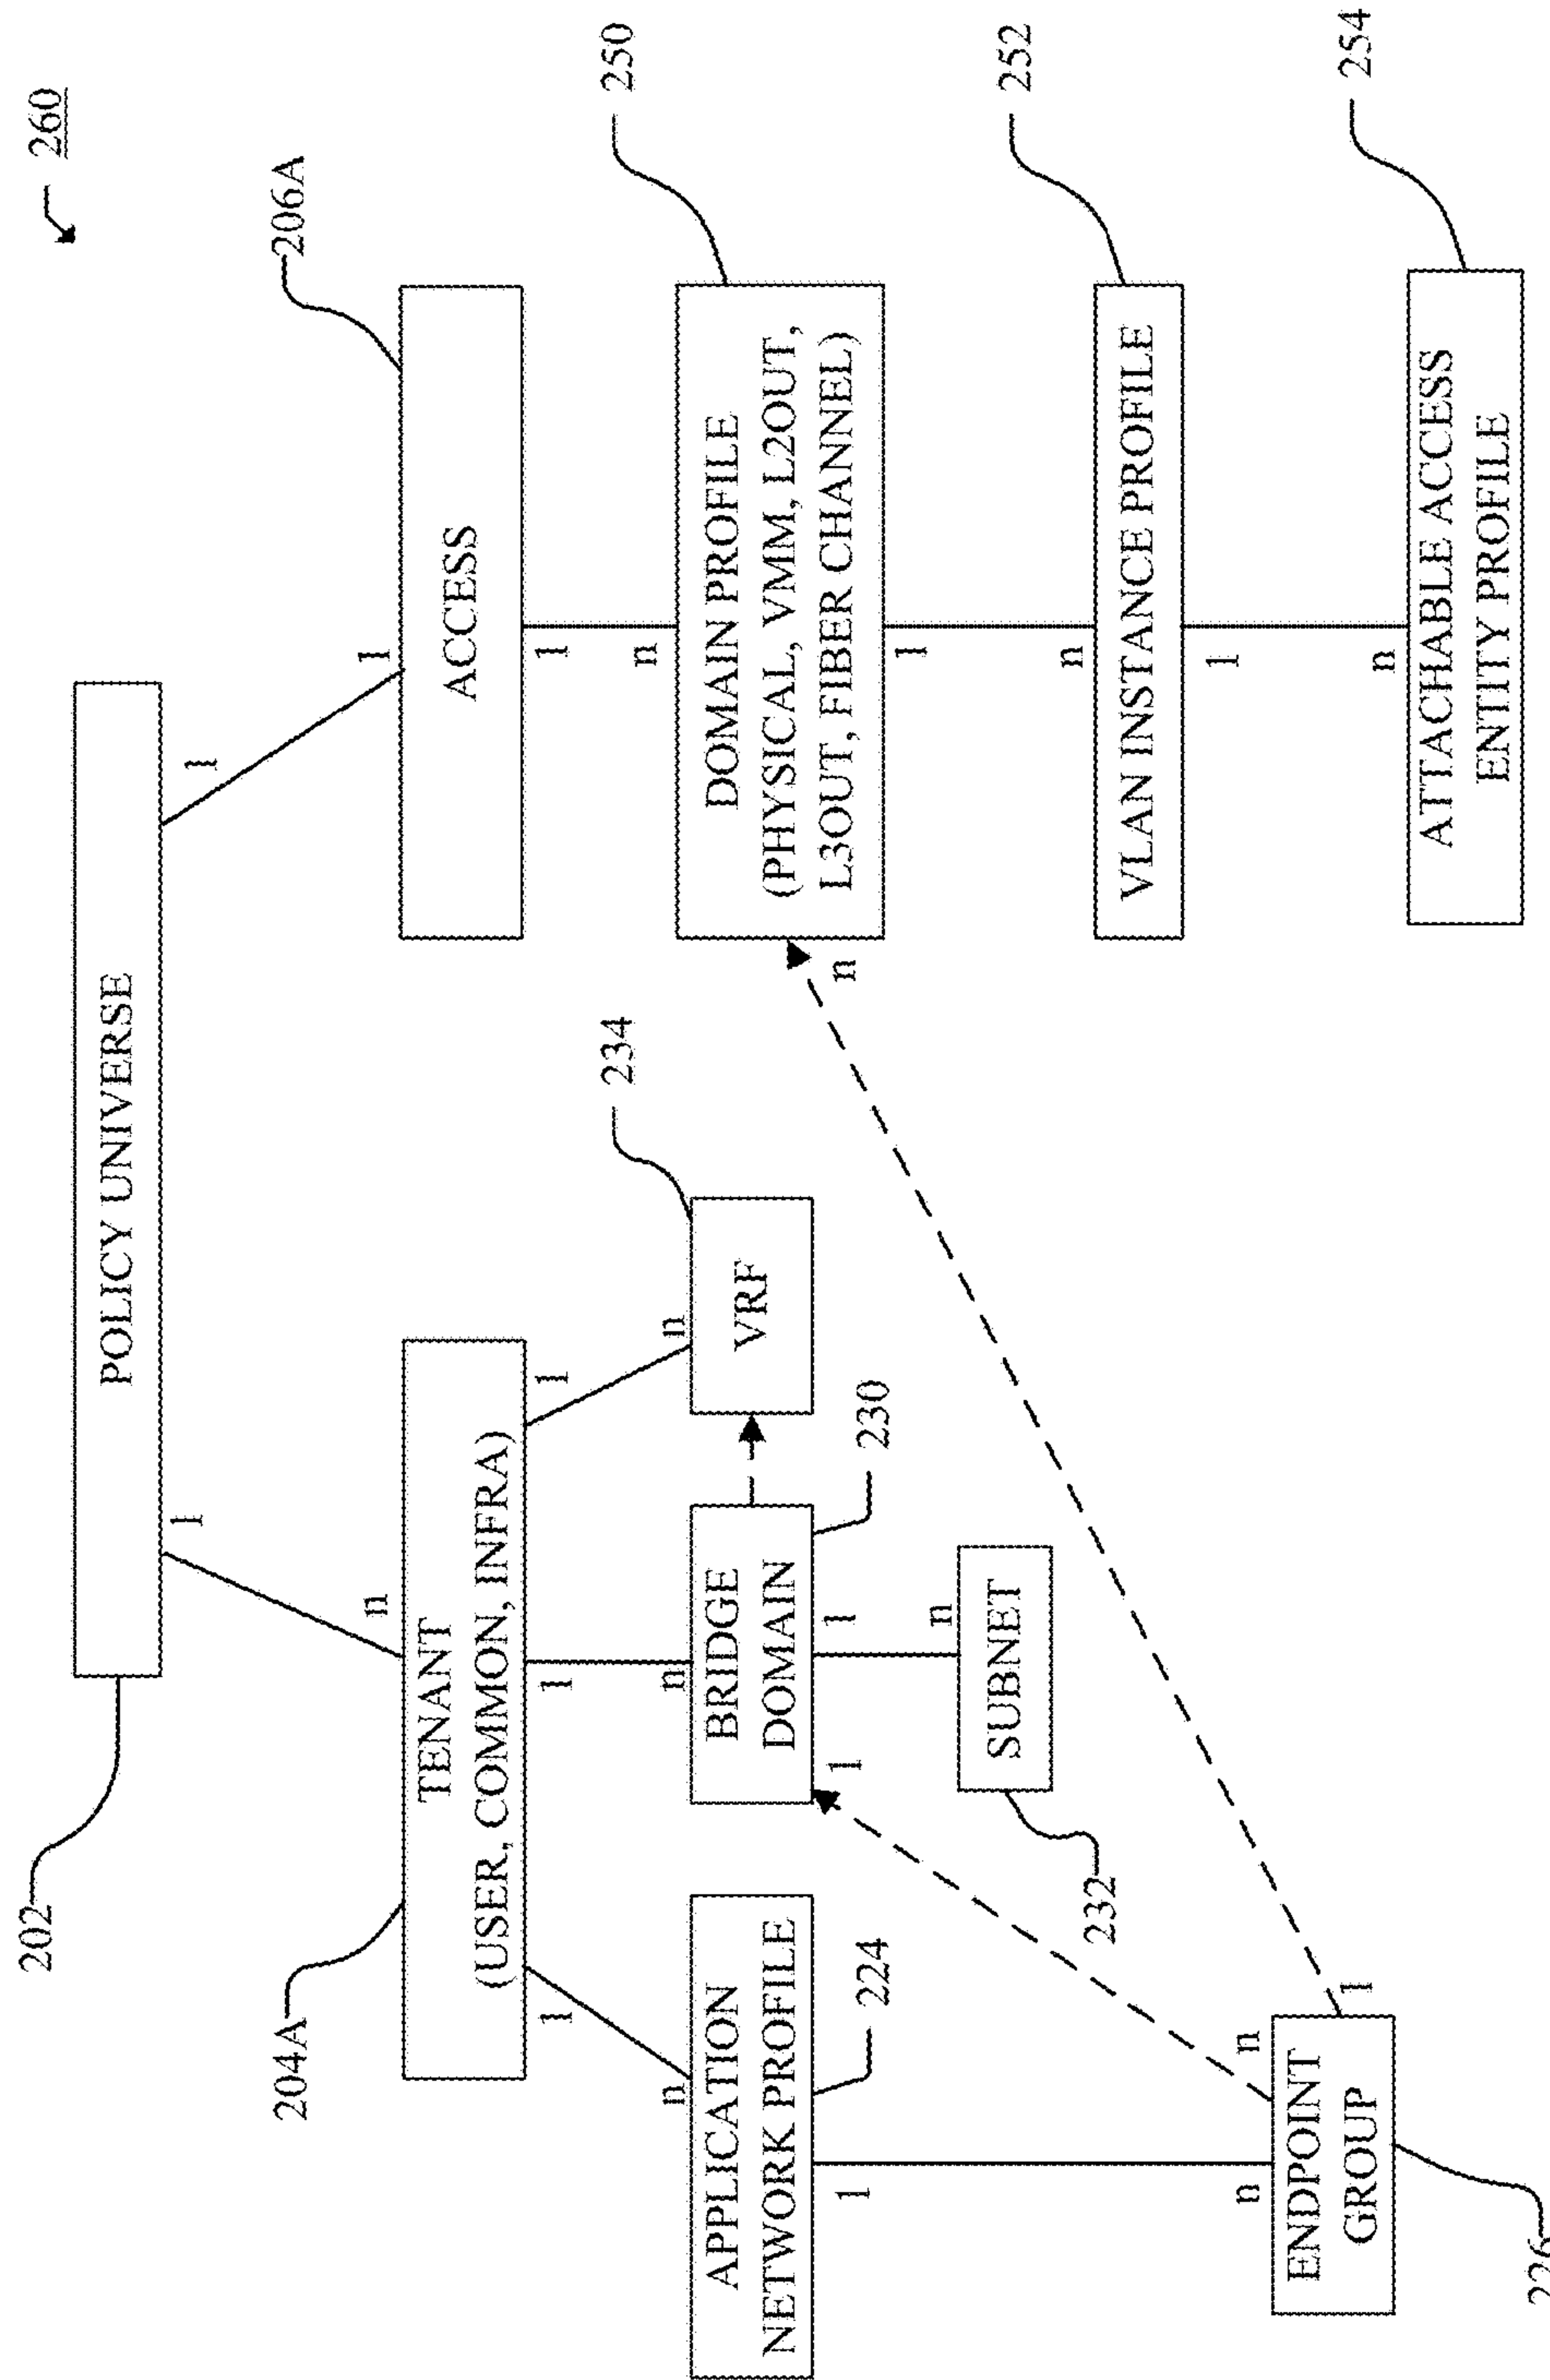 260
202
POLICY UNIVERSE
1
1
n
1
204A
206A
TENANT
(USER, COMMON, INFRA)
ACCESS
1
1
1
1
n
n
n
n
234
250
APPLICATION
NETWORK PROFILE
BRIDGE
DOMAIN
VRF
DOMAIN PROFILE
(PHYSICAL, VMM, L2OUT,
L3OUT, FIBER CHANNEL)
1
224
1
1
230
n
1
n
n
232
SUBNET
252
VLAN INSTANCE PROFILE
1
n
n
1
n
254
ENDPOINT
GROUP
ATTACHABLE ACCESS
ENTITY PROFILE
226